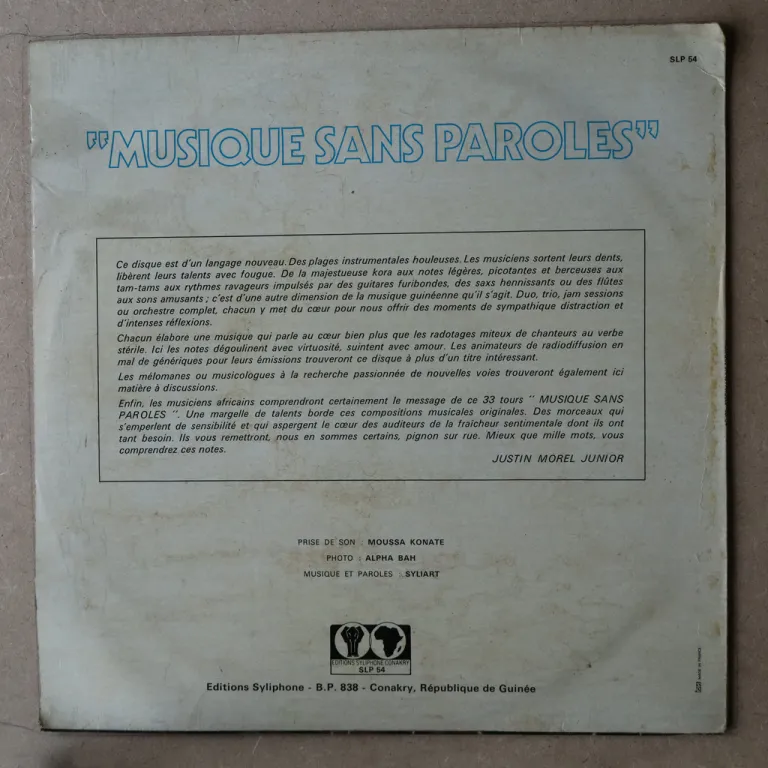 SLP 54
"MUSIQUE SANS PAROLES"
Ce disque est d'un langage nouveau. Des plages instrumentales houleuses. Les musiciens sortent leurs dents,
libèrent leurs talents avec fougue. De la majestueuse kora aux notes légères, picotantes et berceuses aux
tam-tams aux rythmes ravageurs impulsés par des guitares furibondes, des saxs hennissants ou des flûtes
aux sons amusants ; c'est d'une autre dimension de la musique guinéenne qu'il s'agit. Duo, trio, jam sessions
ou orchestre complet, chacun y met du cœur pour nous offrir des moments de sympathique distraction et
d'intenses réflexions.
Chacun élabore une musique qui parle au cœur bien plus que les radotages miteux de chanteurs au verbe
stérile. Ici les notes dégoulinent avec virtuosité, suintent avec amour. Les animateurs de radiodiffusion en
mal de génériques pour leurs émissions trouveront ce disque à plus d'un titre intéressant.
Les mélomanes ou musicologues à la recherche passionnée de nouvelles voies trouveront également ici
matière à discussions.
Enfin, les musiciens africains comprendront certainement le message de ce 33 tours " MUSIQUE SANS
PAROLES ". Une margelle de talents borde ces compositions musicales originales. Des morceaux qui
s'emperlent de sensibilité et qui aspergent le cœur des auditeurs de la fraîcheur sentimentale dont ils ont
tant besoin. Ils vous remettront, nous en sommes certains, pignon sur rue. Mieux que mille mots, vous
comprendrez ces notes.
JUSTIN MOREL JUNIOR
PRISE DE SON : MOUSSA KONATE
PHOTO : ALPHA BAH
MUSIQUE ET PAROLES : SYLIART
EDITIONS SYLIPHONE CONAKRY
SLP 54
Editions Syliphone - B.P. 838 - Conakry, République de Guinée
MADE IN FRANCE